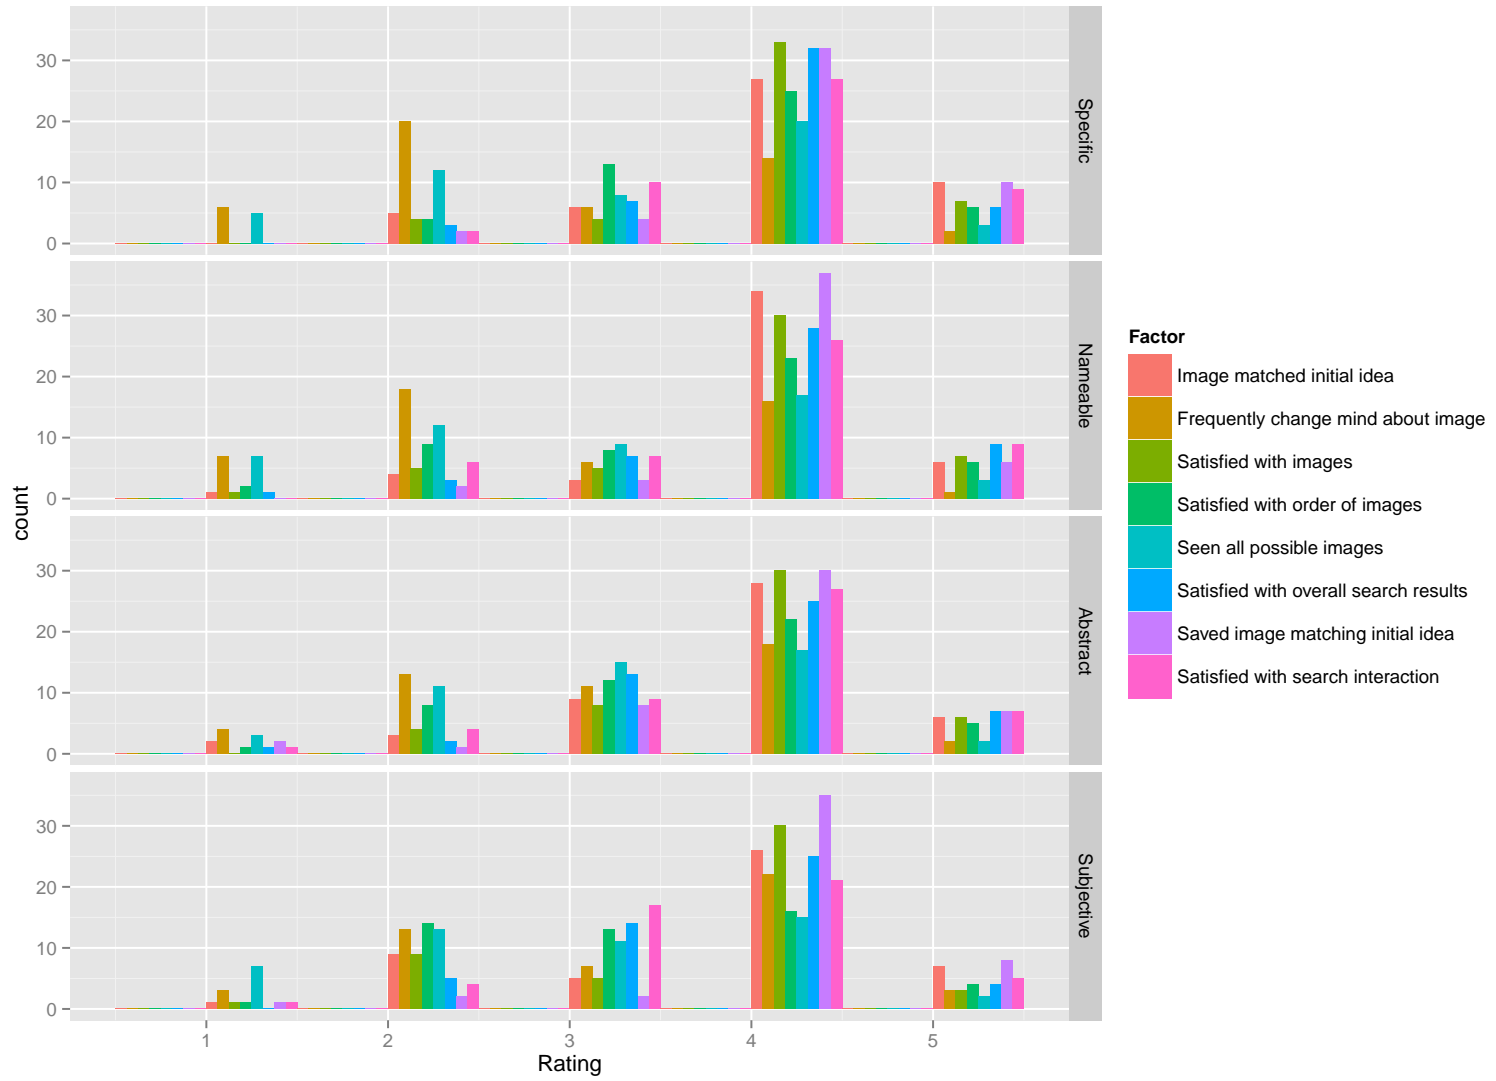 30
20
10
0
Specific
30
20
10
0
Nameable
30
20
10
0
Abstract
30
20
10
0
Subjective
count
1 2 3 4 5
Rating
Factor
Image matched initial idea
Frequently change mind about image
Satisfied with images
Satisfied with order of images
Seen all possible images
Satisfied with overall search results
Saved image matching initial idea
Satisfied with search interaction